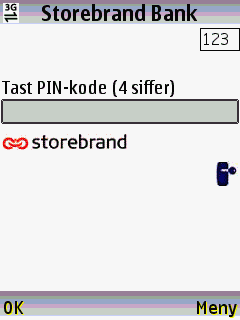 3G Storebrand Bank
123
Tast PIN-kode (4 siffer)
storebrand
OK Meny